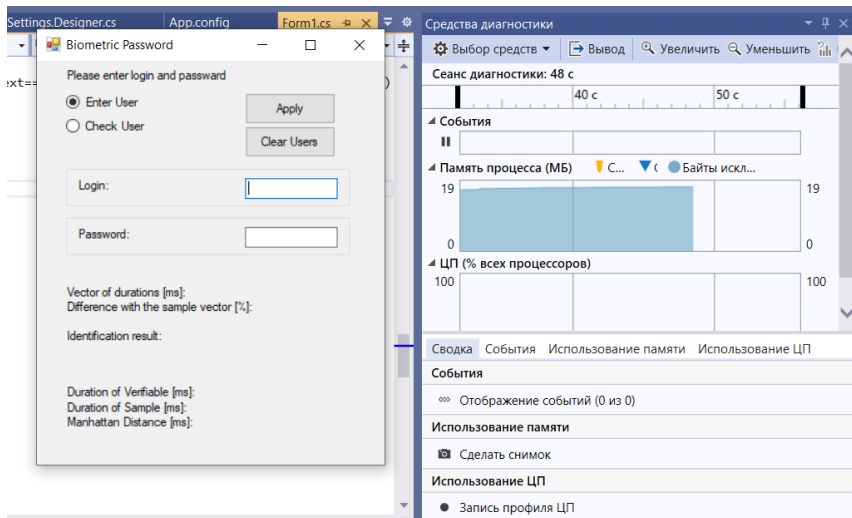 Settings.Designer.cs App.config Form1.cs
ext==
)
Biometric Password
Please enter login and passward
Enter User
Check User
Apply
Clear Users
Login:
Password:
Vector of durations [ms]:
Difference with the sample vector [%]:
Identification result:
Duration of Verifiable [ms]:
Duration of Sample [ms]:
Manhattan Distance [ms]:
Средства диагностики
Выбор средств Вывод Увеличить Уменьшить
Сеанс диагностики: 48 с
40 с 50 с
События
Память процесса (МБ) С... ( Байты искл...
19 19
0 0
ЦП (% всех процессоров)
100 100
Сводка События Использование памяти Использование ЦП
События
Отображение событий (0 из 0)
Использование памяти
Сделать снимок
Использование ЦП
Запись профиля ЦП